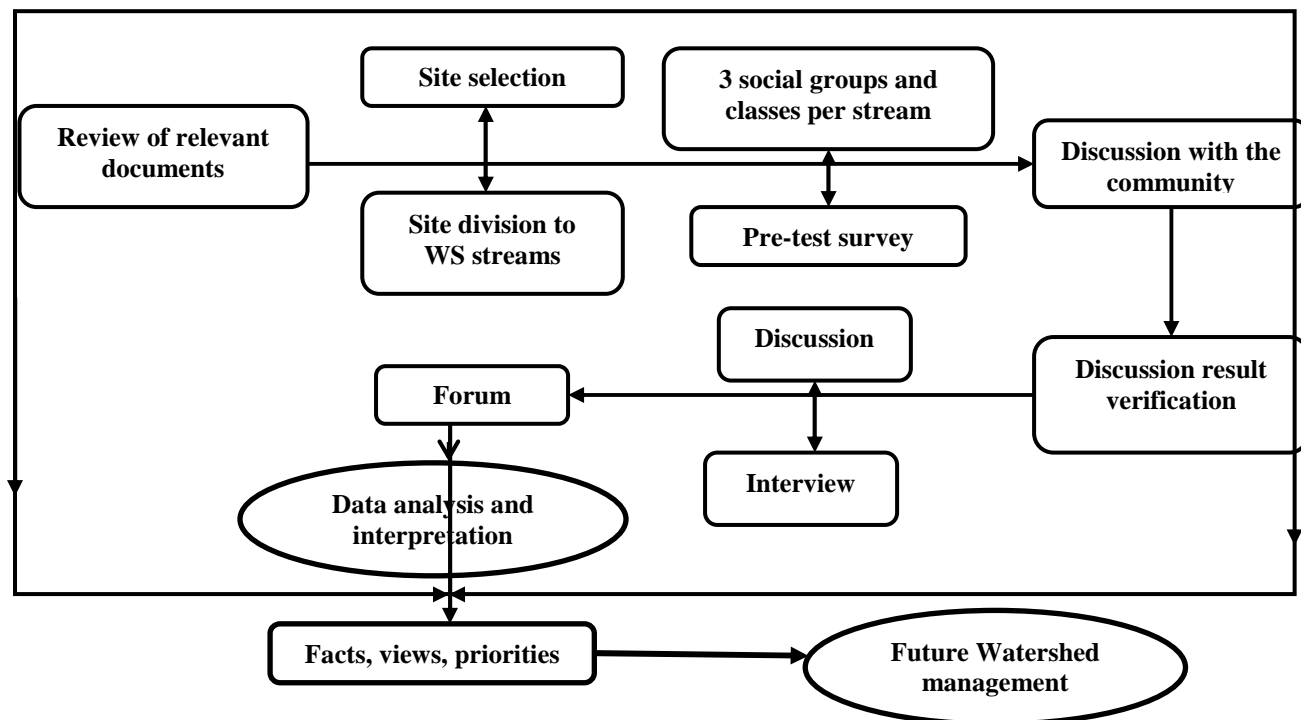 Site selection
3 social groups and
classes per stream
Review of relevant
documents
Discussion with the
community
Site division to
WS streams
Pre-test survey
Discussion
Forum
Discussion result
verification
Interview
Data analysis and
interpretation
Facts, views, priorities
Future Watershed
management